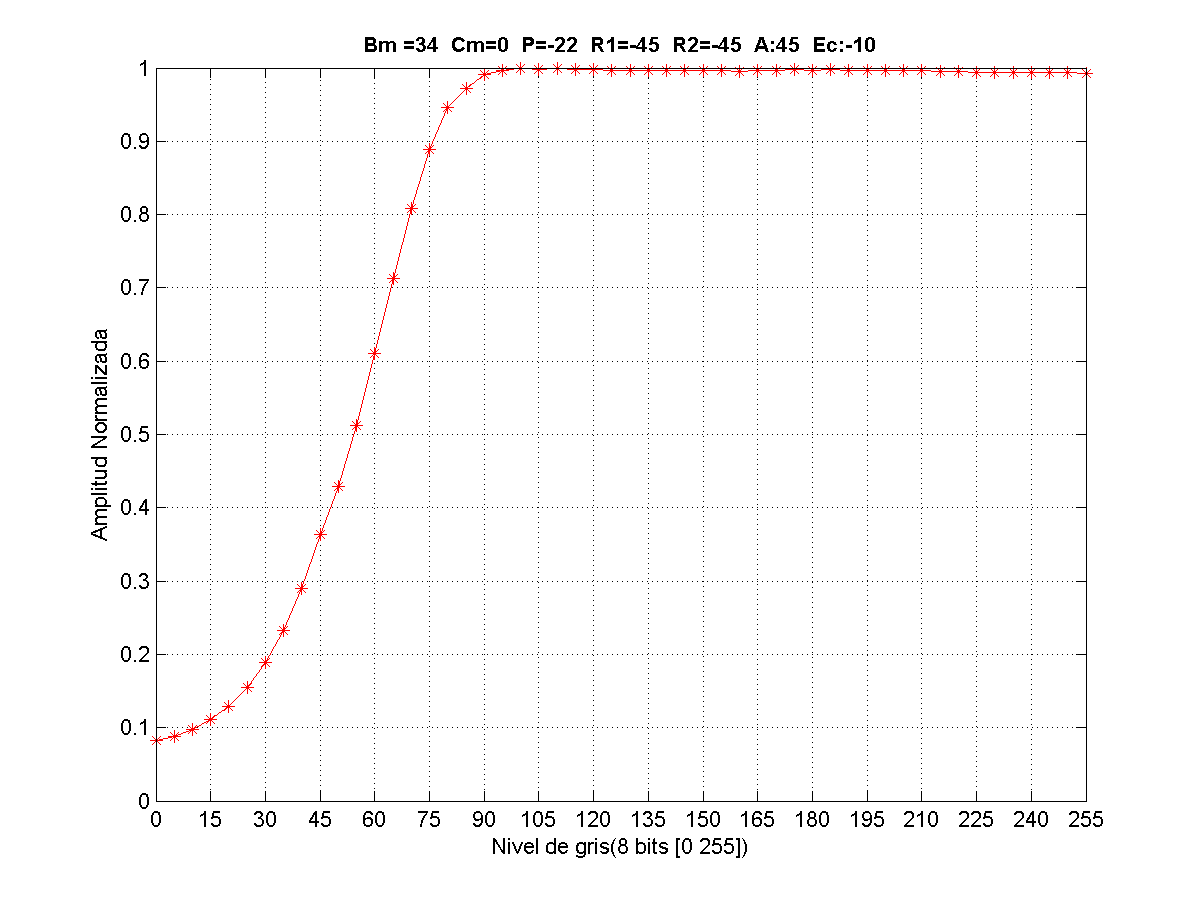 Bm =34 Cm=0 P=-22 R1=-45 R2=-45 A:45 Ec:-10
1
0.9
0.8
0.7
0.6
0.5
0.4
0.3
0.2
0.1
0
Amplitud Normalizada
0 15 30 45 60 75 90 105 120 135 150 165 180 195 210 225 240 255
Nivel de gris(8 bits [0 255])